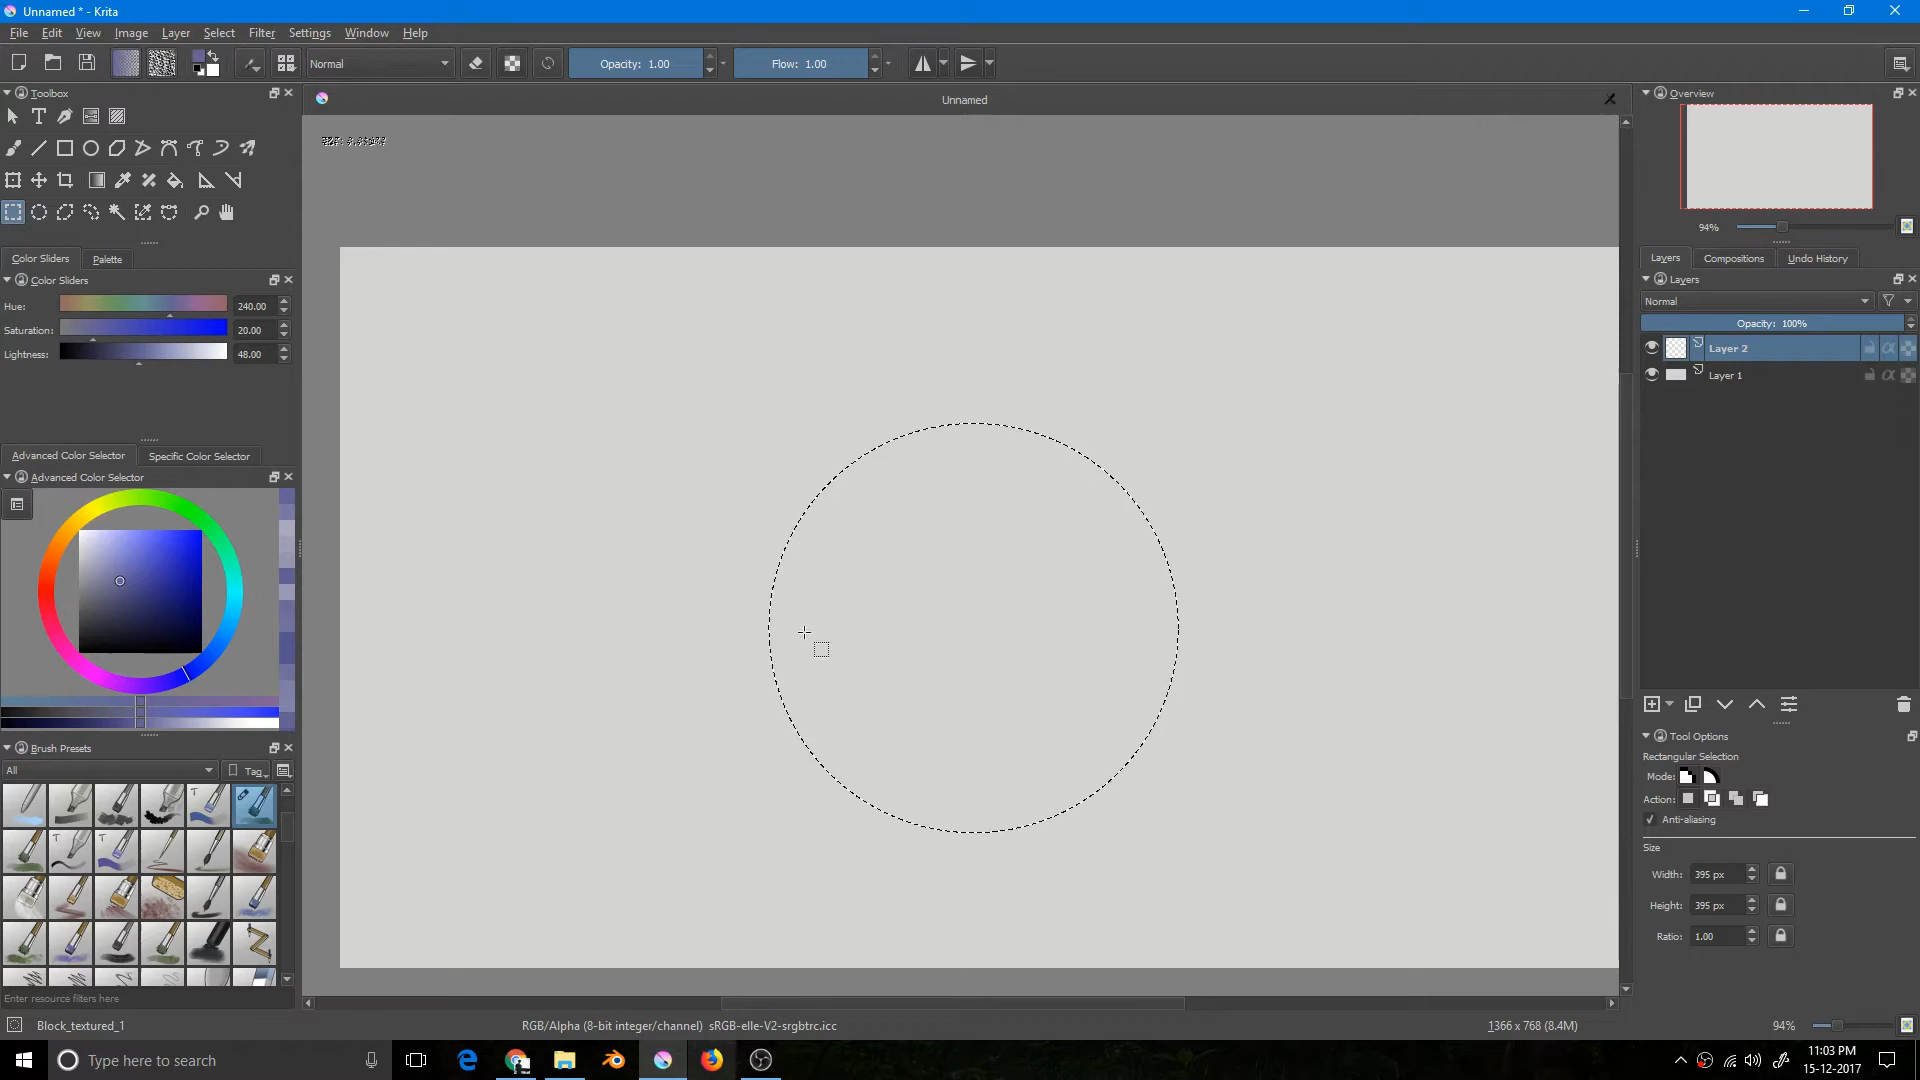 Unnamed * - Krita
File Edit View Image Layer Select Filter Settings Window Help
Normal
Opacity: 1.00
Flow: 1.00
Toolbox
Unnamed
Overview
94%
Color Sliders Palette
Color Sliders
Hue: 240.00
Saturation: 20.00
Lightness: 48.00
Layers Compositions Undo History
Layers
Normal
Opacity: 100%
Layer 2
Layer 1
Advanced Color Selector Specific Color Selector
Advanced Color Selector
Brush Presets
All
Tag
T
T
T
Enter resource filters here
Tool Options
Rectangular Selection
Mode:
Action:
Anti-aliasing
Size
Width: 395 px
Height: 395 px
Ratio: 1.00
Block_textured_1
RGB/Alpha (8-bit integer/channel) sRGB-elle-V2-srgbtrc.icc
1366 x 768 (8.4M)
94%
Type here to search
11:03 PM
15-12-2017